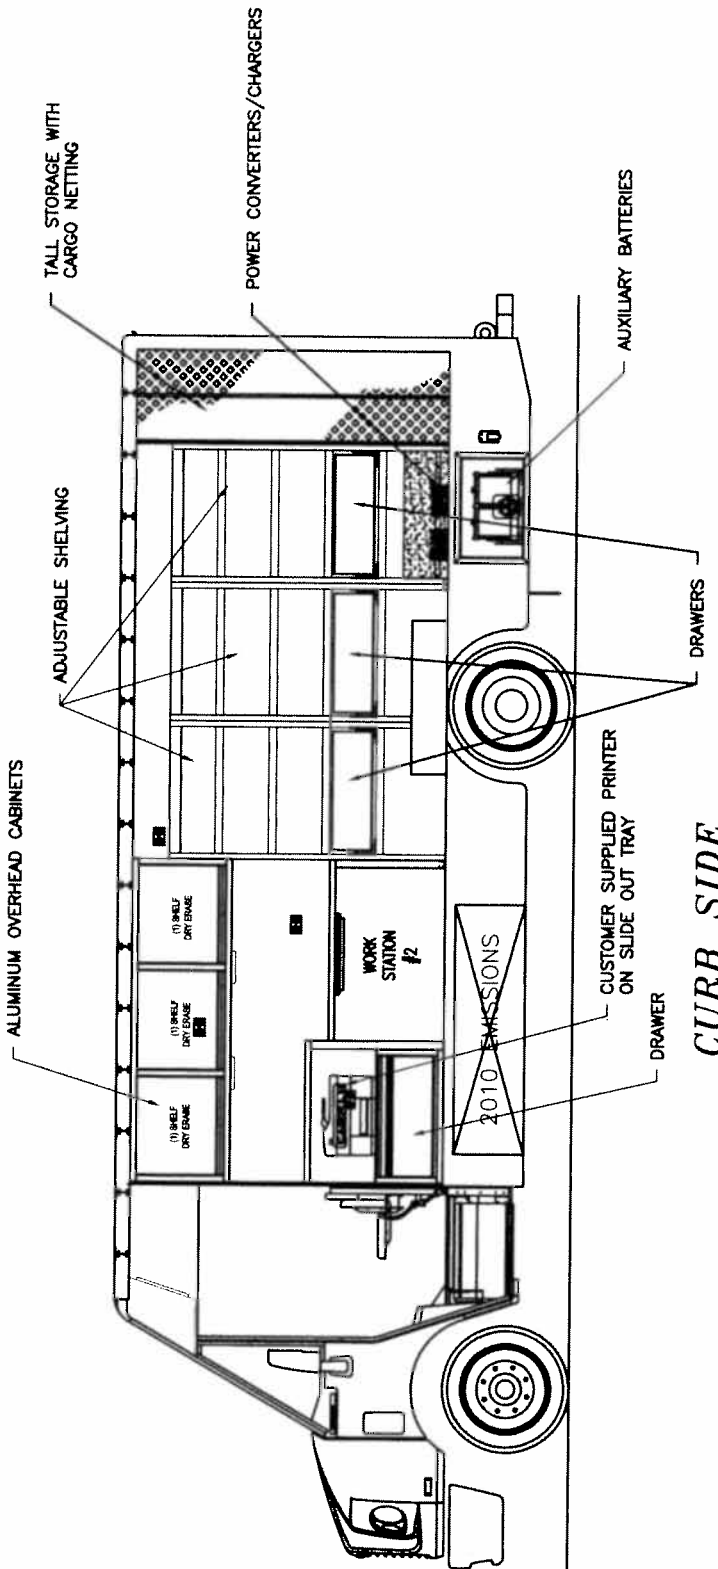 ALUMINUM OVERHEAD CABINETS
ADJUSTABLE SHELVING
TALL STORAGE WITH
CARGO NETTING
POWER CONVERTERS/CHARGERS
(1) SHELF
DRY ERASE
(1) SHELF
DRY ERASE
(1) SHELF
DRY ERASE
WORK
STATION
#2
2010 EMISSIONS
DRAWER
CUSTOMER SUPPLIED PRINTER
ON SLIDE OUT TRAY
DRAWERS
AUXILIARY BATTERIES
CURB SIDE